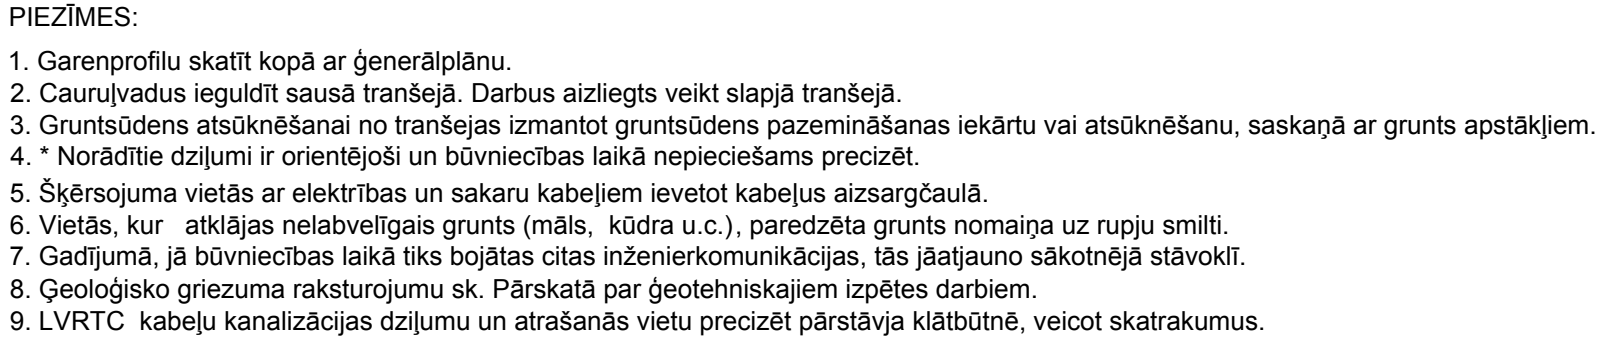 PIEZĪMES:
1. Garenprofilu skatīt kopā ar ģenerālplānu.
2. Cauruļvadus ieguldīt sausā tranšejā. Darbus aizliegts veikt slapjā tranšejā.
3. Gruntsūdens atsūknēšanai no tranšejas izmantot gruntsūdens pazemināšanas iekārtu vai atsūknēšanu, saskaņā ar grunts apstākļiem.
4. * Norādītie dziļumi ir orientējoši un būvniecības laikā nepieciešams precizēt.
5. Šķērsojuma vietās ar elektrības un sakaru kabeļiem ievetot kabeļus aizsargčaulā.
6. Vietās, kur atklājas nelabvelīgais grunts (māls, kūdra u.c.), paredzēta grunts nomaiņa uz rupju smilti.
7. Gadījumā, jā būvniecības laikā tiks bojātas citas inženierkomunikācijas, tās jāatjauno sākotnējā stāvoklī.
8. Ģeoloģisko griezuma raksturojumu sk. Pārskatā par ģeotehniskajiem izpētes darbiem.
9. LVRTC kabeļu kanalizācijas dziļumu un atrašanās vietu precizēt pārstāvja klātbūtnē, veicot skatrakumus.